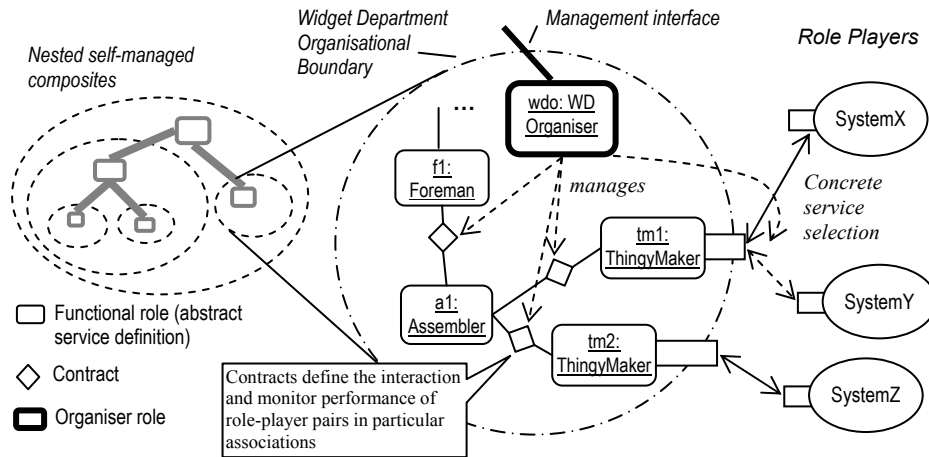 Widget Department
Organisational
Boundary
Management interface
Role Players
Nested self-managed
composites
...
wdo: WD
Organiser
SystemX
f1:
Foreman
manages
Concrete
service
selection
tm1:
ThingyMaker
a1:
Assembler
SystemY
tm2:
ThingyMaker
SystemZ
Functional role (abstract
service definition)
Contract
Organiser role
Contracts define the interaction
and monitor performance of
role-player pairs in particular
associations